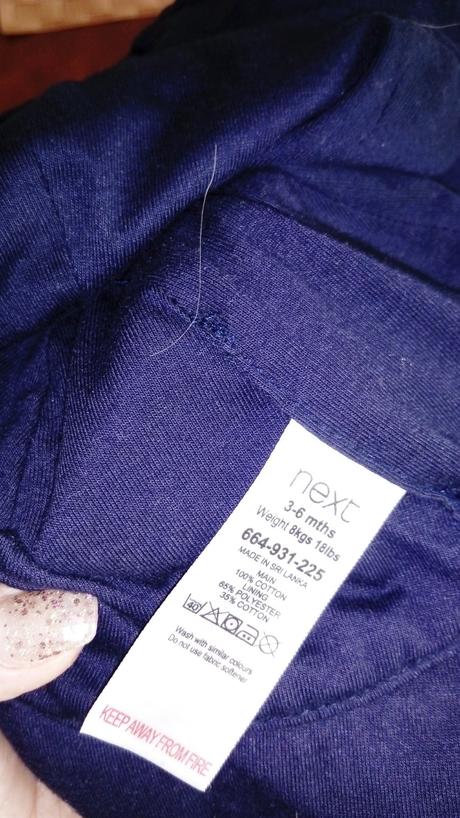 next
3-6 mths
Weight 8kgs 18lbs
664-931-225
MADE IN SRI LANKA
MAIN
100% COTTON
LINING
65% POLYESTER
35% COTTON
40
Wash with similar colours
Do not use fabric softener
KEEP AWAY FROM FIRE